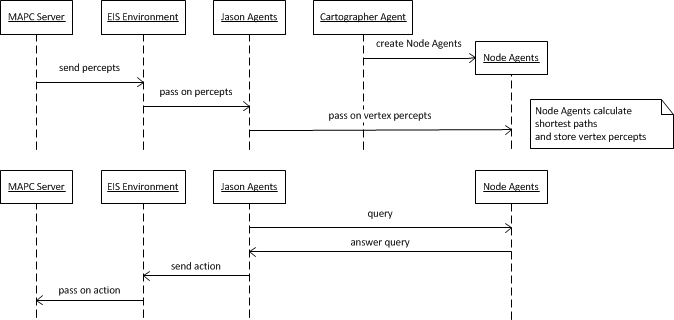 MAPC Server
EIS Environment
Jason Agents
Cartographer Agent
create Node Agents
Node Agents
send percepts
pass on percepts
pass on vertex percepts
Node Agents calculate
shortest paths
and store vertex percepts
MAPC Server
EIS Environment
Jason Agents
Node Agents
query
answer query
send action
pass on action